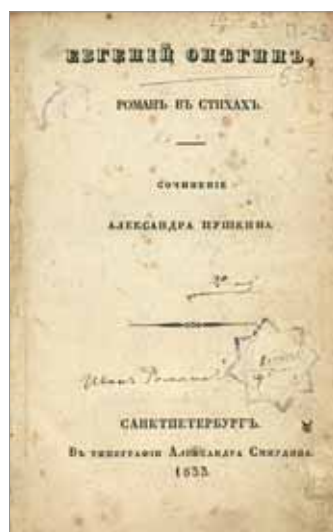 ЕВГЕНІЙ ОНѢГИНЪ,
РОМАНЪ ВЪ СТИХАХЪ.
СОЧИНЕНІЕ
АЛЕКСАНДРА ПУШКИНА.
САНКТПЕТЕРБУРГЪ.
Въ типографіи Александра Смирдина.
1833.